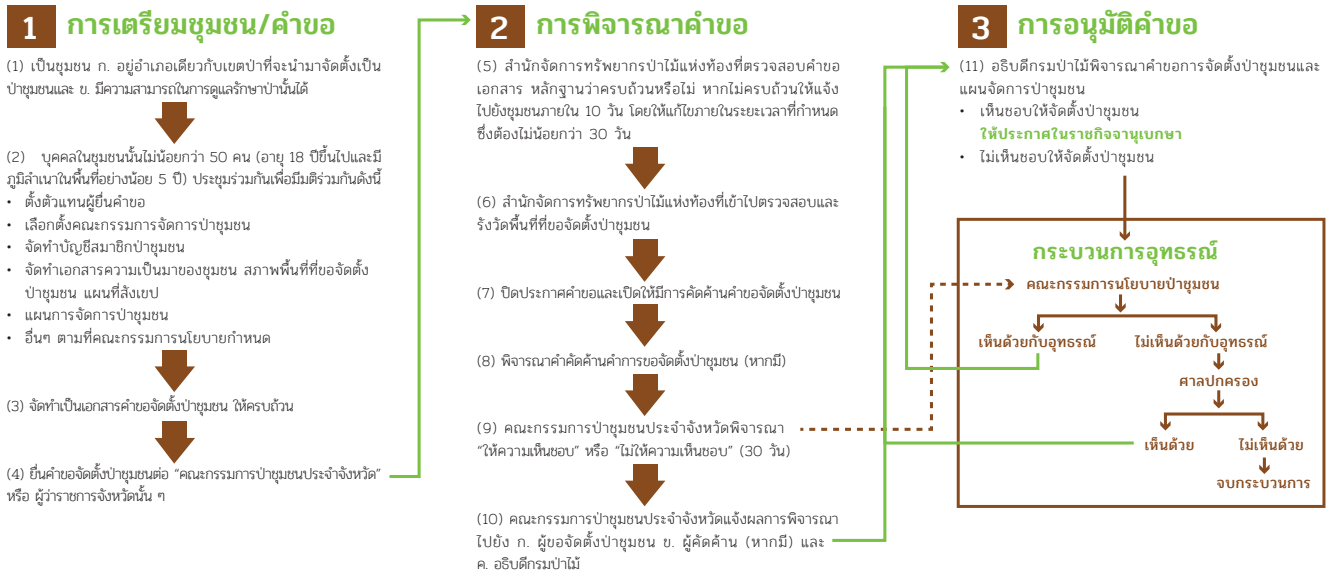 1 การเตรียมชุมชน/คำขอ
(1) เป็นชุมชน ก. อยู่อำเภอเดียวกับเขตป่าที่จะนำมาจัดตั้งเป็น
ป่าชุมชนและ ข. มีความสามารถในการดูแลรักษาป่านั้นได้
(2) บุคคลในชุมชนนั้นไม่น้อยกว่า 50 คน (อายุ 18 ปีขึ้นไปและมี
ภูมิลำเนาในพื้นที่อย่างน้อย 5 ปี) ประชุมร่วมกันเพื่อมีมติร่วมกันดังนี้
• ตั้งตัวแทนผู้ยื่นคำขอ
• เลือกตั้งคณะกรรมการจัดการป่าชุมชน
• จัดทำบัญชีสมาชิกป่าชุมชน
• จัดทำเอกสารความเป็นมาของชุมชน สภาพพื้นที่ที่ขอจัดตั้ง
ป่าชุมชน แผนที่สังเขป
• แผนการจัดการป่าชุมชน
• อื่นๆ ตามที่คณะกรรมการนโยบายกำหนด
(3) จัดทำเป็นเอกสารคำขอจัดตั้งป่าชุมชน ให้ครบถ้วน
(4) ยื่นคำขอจัดตั้งป่าชุมชนต่อ “คณะกรรมการป่าชุมชนประจำจังหวัด”
หรือ ผู้ว่าราชการจังหวัดนั้น ๆ
2 การพิจารณาคำขอ
(5) สำนักจัดการทรัพยากรป่าไม้แห่งท้องที่ตรวจสอบคำขอ
เอกสาร หลักฐานว่าครบถ้วนหรือไม่ หากไม่ครบถ้วนให้แจ้ง
ไปยังชุมชนภายใน 10 วัน โดยให้แก้ไขภายในระยะเวลาที่กำหนด
ซึ่งต้องไม่น้อยกว่า 30 วัน
(6) สำนักจัดการทรัพยากรป่าไม้แห่งท้องที่เข้าไปตรวจสอบและ
รังวัดพื้นที่ที่ขอจัดตั้งป่าชุมชน
(7) ปิดประกาศคำขอและเปิดให้มีการคัดค้านคำขอจัดตั้งป่าชุมชน
(8) พิจารณาคำคัดค้านคำการขอจัดตั้งป่าชุมชน (หากมี)
(9) คณะกรรมการป่าชุมชนประจำจังหวัดพิจารณา
“ให้ความเห็นชอบ” หรือ “ไม่ให้ความเห็นชอบ” (30 วัน)
(10) คณะกรรมการป่าชุมชนประจำจังหวัดแจ้งผลการพิจารณา
ไปยัง ก. ผู้ขอจัดตั้งป่าชุมชน ข. ผู้คัดค้าน (หากมี) และ
ค. อธิบดีกรมป่าไม้
3 การอนุมัติคำขอ
(11) อธิบดีกรมป่าไม้พิจารณาคำขอการจัดตั้งป่าชุมชนและ
แผนจัดการป่าชุมชน
• เห็นชอบให้จัดตั้งป่าชุมชน
ให้ประกาศในราชกิจจานุเบกษา
• ไม่เห็นชอบให้จัดตั้งป่าชุมชน
กระบวนการอุทธรณ์
คณะกรรมการนโยบายป่าชุมชน
เห็นด้วยกับอุทธรณ์ ไม่เห็นด้วยกับอุทธรณ์
ศาลปกครอง
เห็นด้วย ไม่เห็นด้วย
จบกระบวนการ